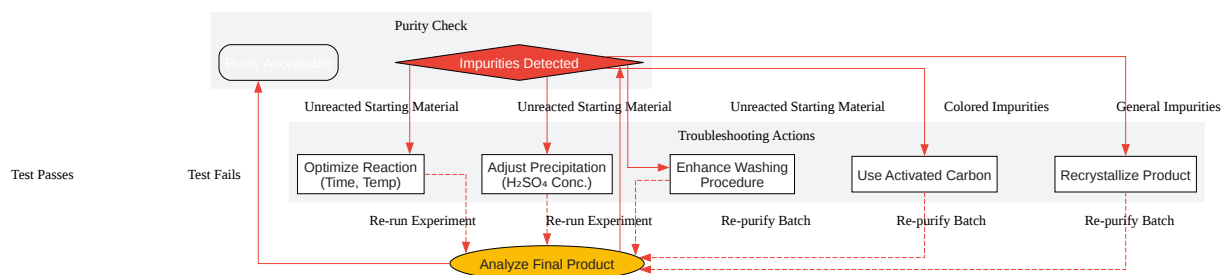 Purity Check
Purity Acceptable
Impurities Detected
Unreacted Starting Material
Unreacted Starting Material
Unreacted Starting Material
Colored Impurities
General Impurities
Troubleshooting Actions
Test Passes
Test Fails
Optimize Reaction
(Time, Temp)
Adjust Precipitation
(H₂SO₄ Conc.)
Enhance Washing
Procedure
Use Activated Carbon
Recrystallize Product
Re-run Experiment
Re-run Experiment
Re-purify Batch
Re-purify Batch
Re-purify Batch
Analyze Final Product